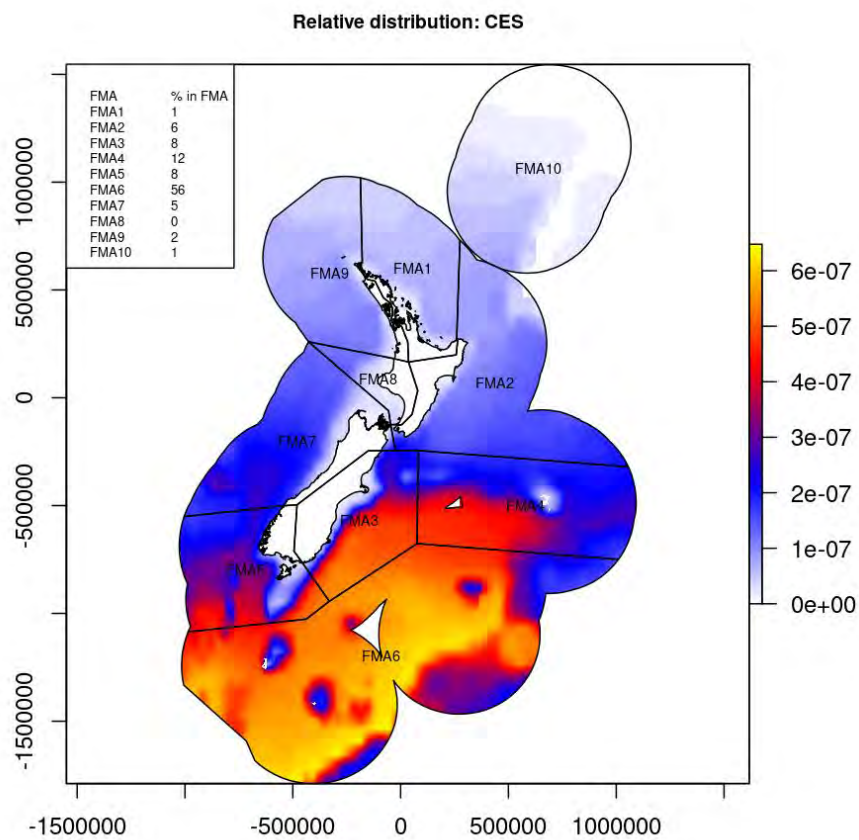 Relative distribution: CES
FMA % in FMA
FMA1 1
FMA2 6
FMA3 8
FMA4 12
FMA5 8
FMA6 56
FMA7 5
FMA8 0
FMA9 2
FMA10 1
FMA10
FMA9
FMA1
FMA8
FMA2
FMA7
FMA4
FMA3
FMA5
FMA6
1000000
500000
0
-500000
-1500000
6e-07
5e-07
4e-07
3e-07
2e-07
1e-07
0e+00
-1500000 -500000 0 500000 1000000